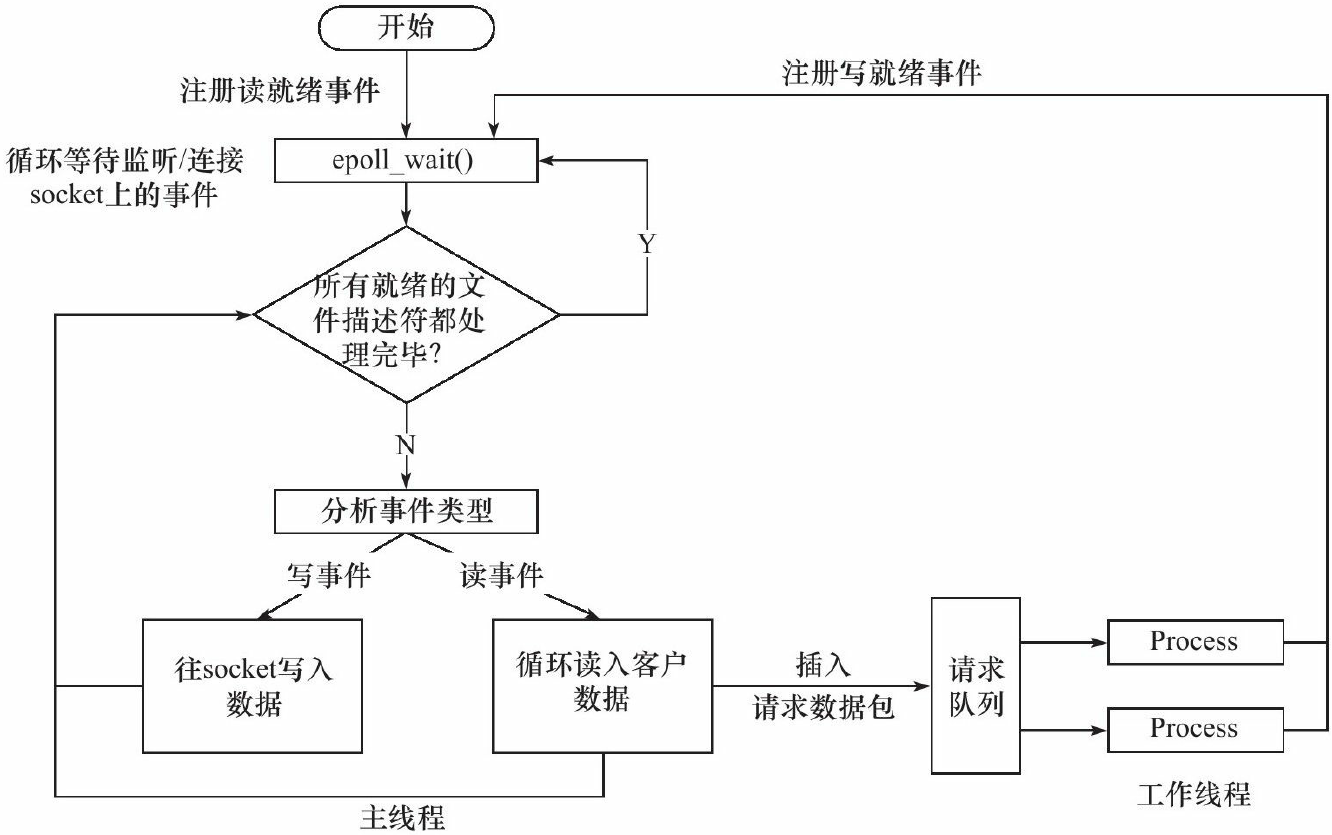 开始
注册读就绪事件
注册写就绪事件
循环等待监听/连接
socket上的事件
epoll_wait()
Y
所有就绪的文
件描述符都处
理完毕?
N
分析事件类型
写事件
读事件
往socket写入
数据
循环读入客户
数据
插入
请求数据包
请求
队列
Process
Process
主线程
工作线程